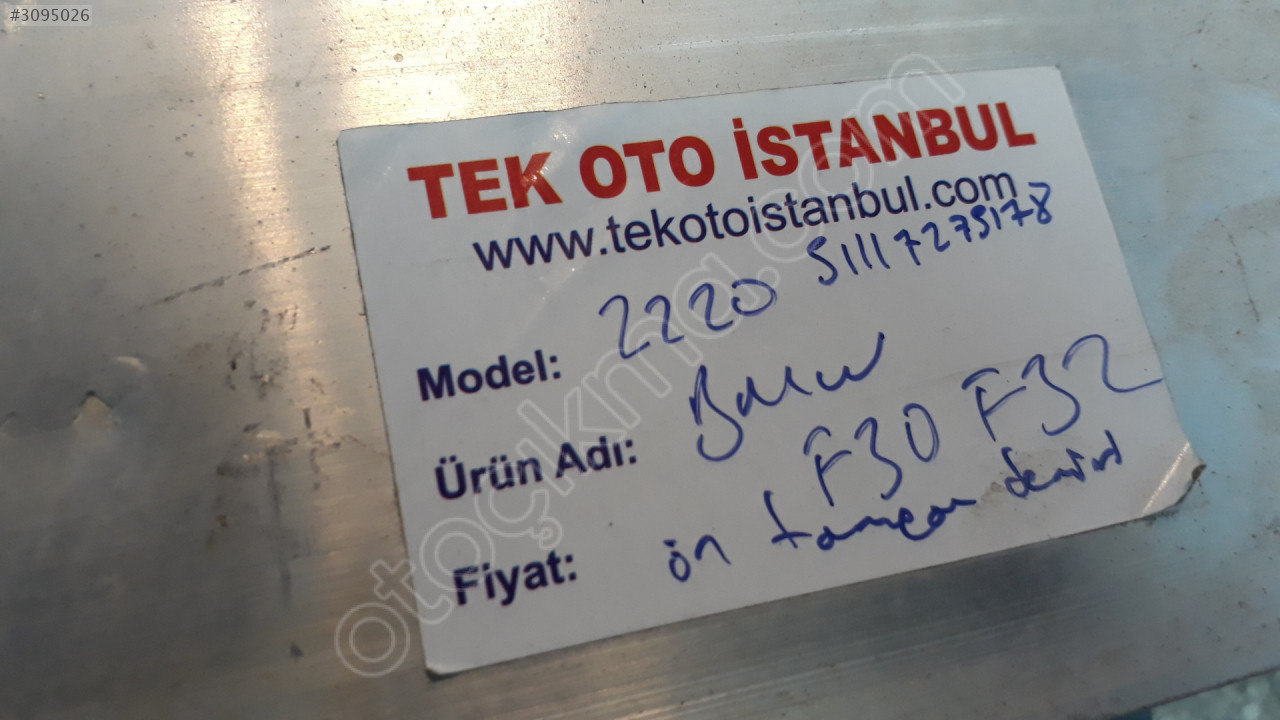 #3095026
TEK OTO İSTANBUL
www.tekotoistanbul.com
51117275178
Model: 2220
Ürün Adı: BMW
F30 F32
Fiyat: ön tampon demiri
otoçıkma.com